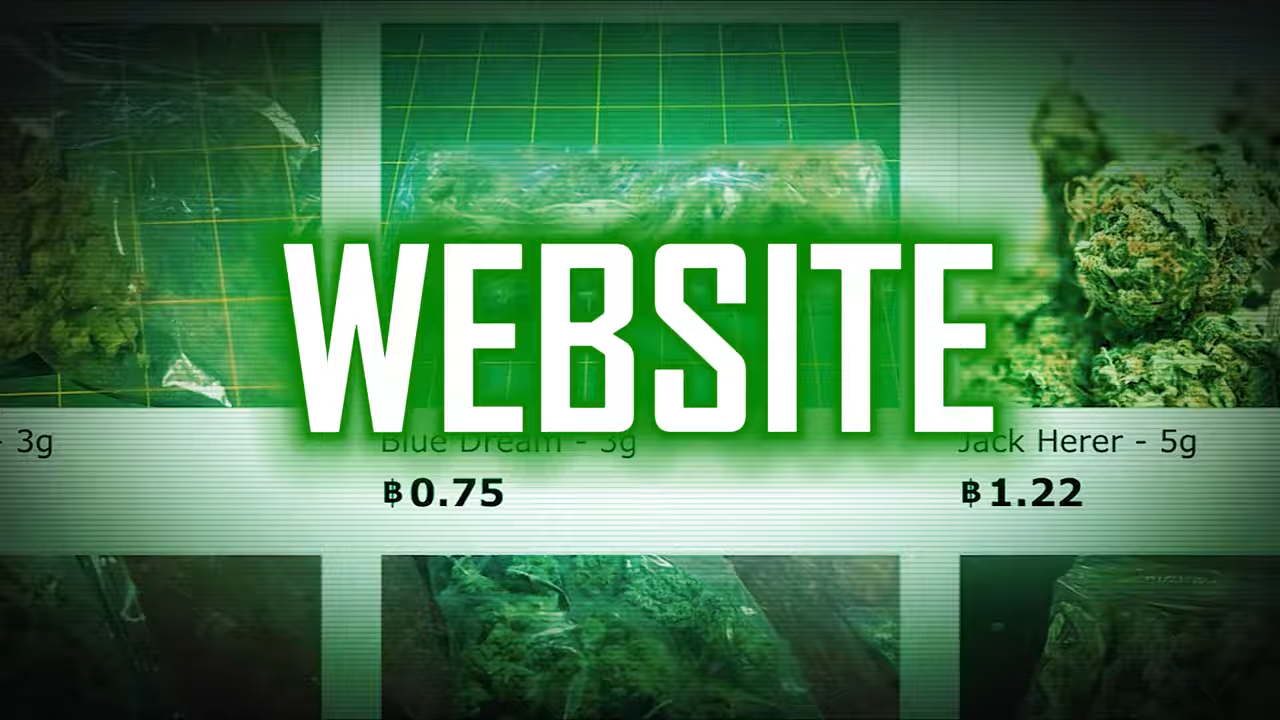 WEBSITE
- 3g
Blue Dream - 3g
Jack Herer - 5g
฿0.75
฿1.22